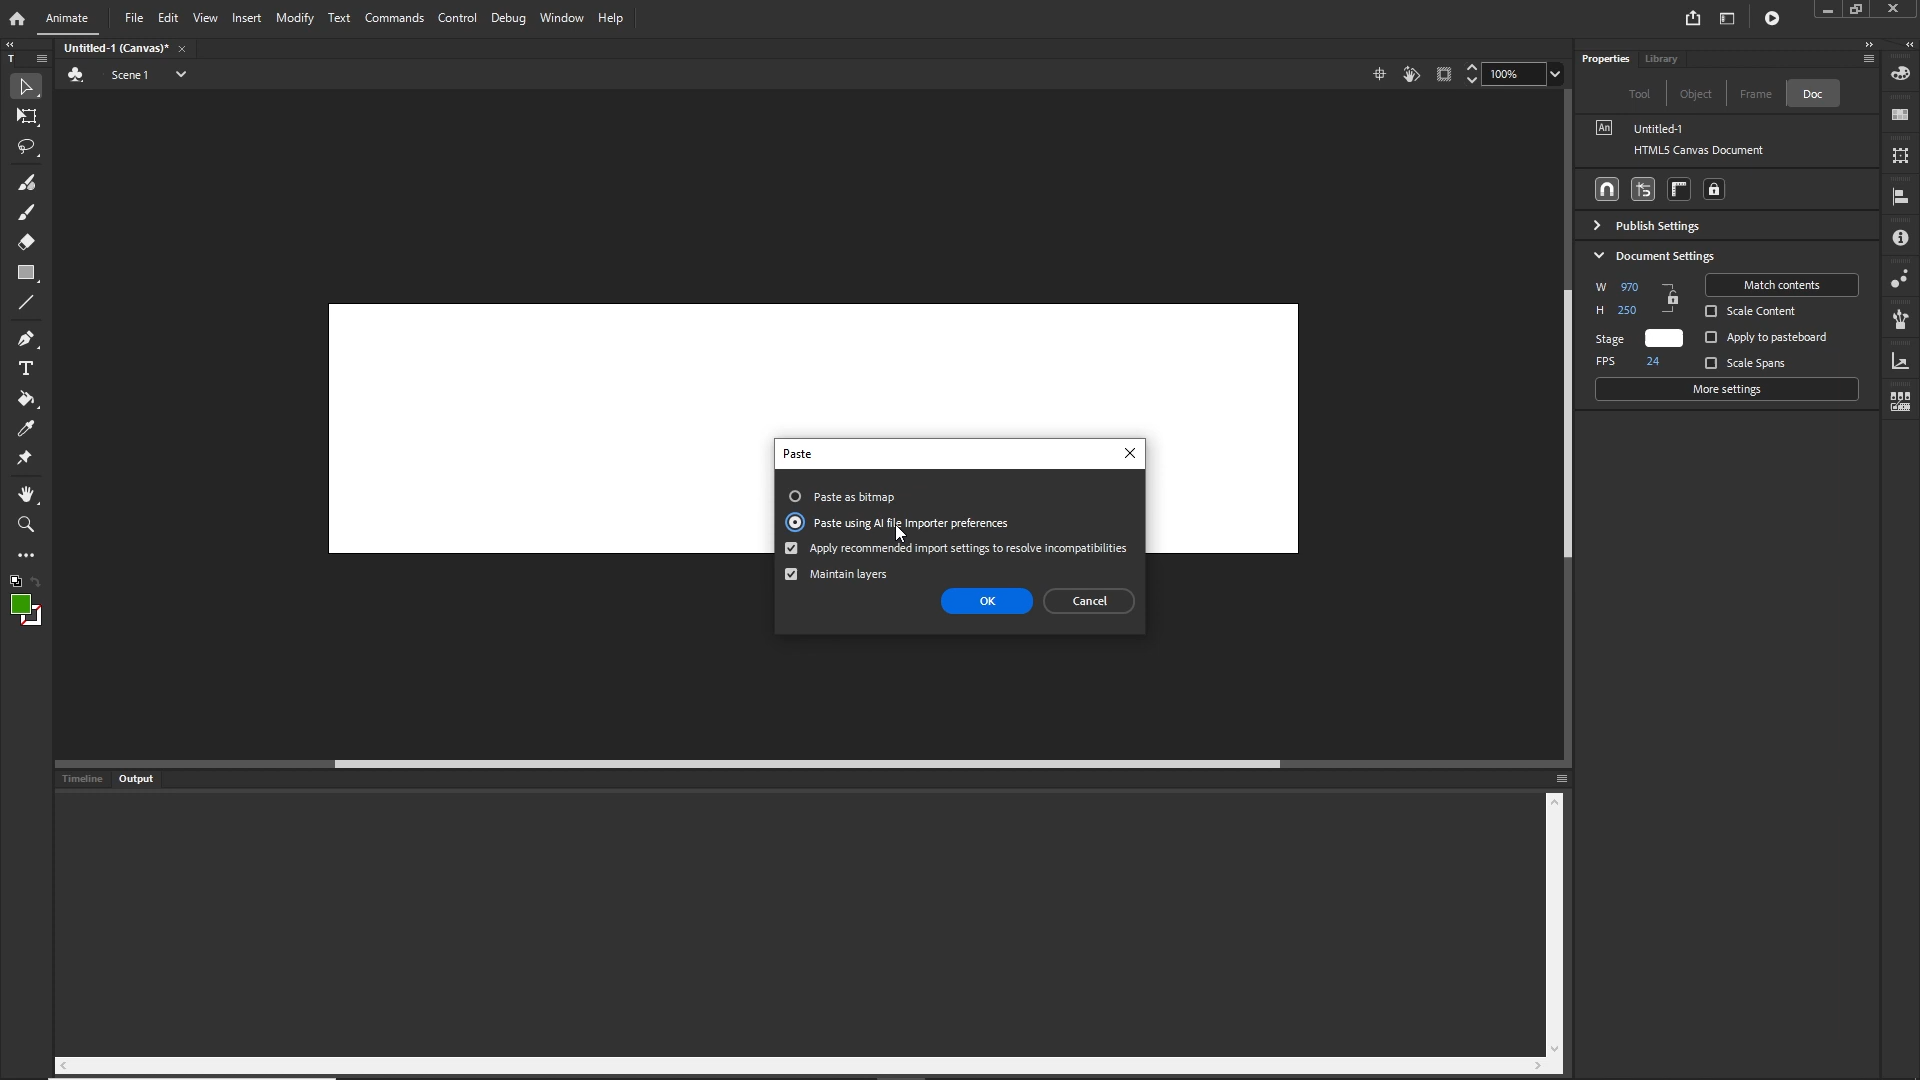 Animate
File Edit View Insert Modify Text Commands Control Debug Window Help
Untitled-1 (Canvas)*
Scene 1
100%
T
Properties Library
Tool Object Frame Doc
An
Untitled-1
HTML5 Canvas Document
Publish Settings
Document Settings
W 970
Match contents
H 250
Scale Content
Stage
Apply to pasteboard
FPS 24
Scale Spans
More settings
Paste
Paste as bitmap
Paste using AI file Importer preferences
Apply recommended import settings to resolve incompatibilities
Maintain layers
OK Cancel
Timeline Output